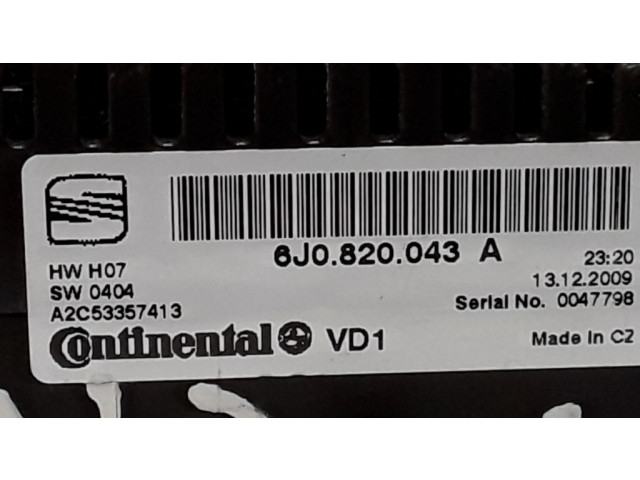 6J0.820.043 A
HW H07
SW 0404
A2C53357413
23:20
13.12.2009
Serial No. 0047798
Continental VD1
Made in CZ